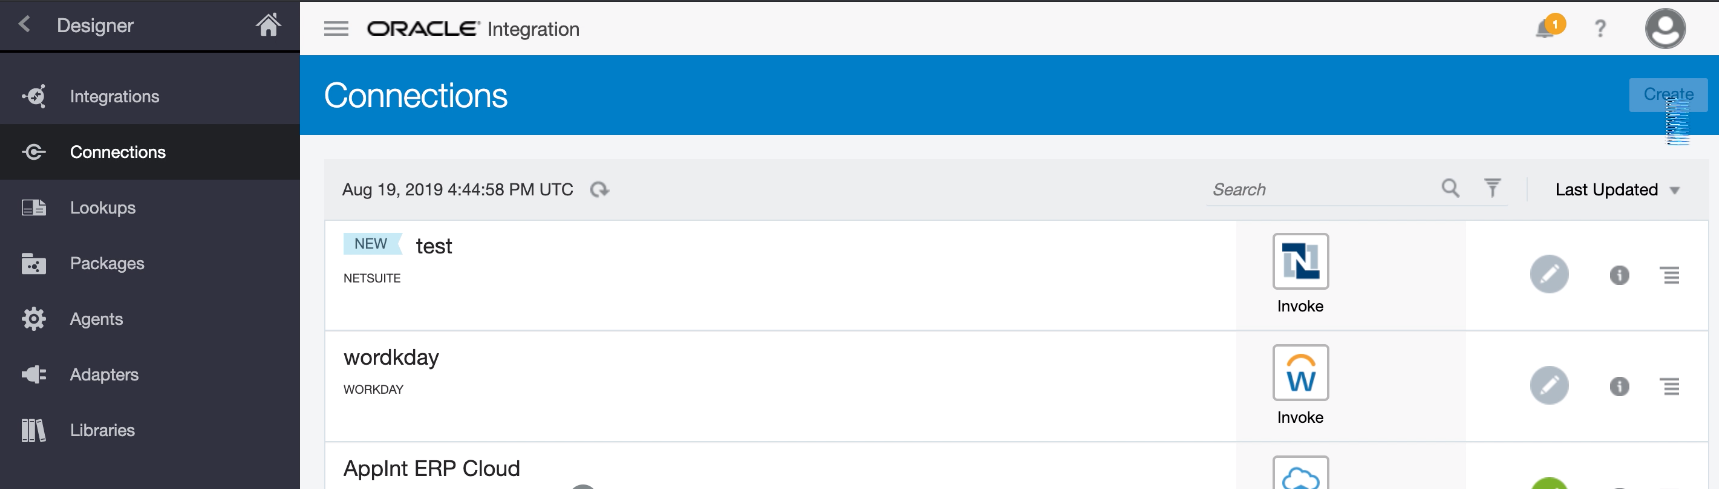 Designer
ORACLE Integration
1
?
Integrations
Connections
Lookups
Packages
Agents
Adapters
Libraries
Connections
Create
Aug 19, 2019 4:44:58 PM UTC
Search
Last Updated
NEW test
NETSUITE
N
Invoke
wordkday
WORKDAY
W
Invoke
AppInt ERP Cloud